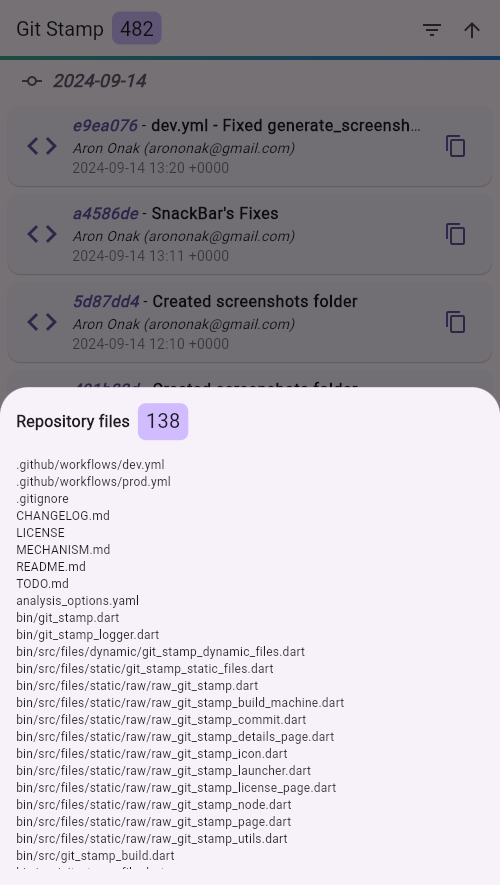 Git Stamp 482
2024-09-14
e9ea076 - dev.yml - Fixed generate_screensh...
Aron Onak (arononak@gmail.com)
2024-09-14 13:20 +0000
a4586de - SnackBar's Fixes
Aron Onak (arononak@gmail.com)
2024-09-14 13:11 +0000
5d87dd4 - Created screenshots folder
Aron Onak (arononak@gmail.com)
2024-09-14 12:10 +0000
Created screenshots folder
Repository files 138
.github/workflows/dev.yml
.github/workflows/prod.yml
.gitignore
CHANGELOG.md
LICENSE
MECHANISM.md
README.md
TODO.md
analysis_options.yaml
bin/git_stamp.dart
bin/git_stamp_logger.dart
bin/src/files/dynamic/git_stamp_dynamic_files.dart
bin/src/files/static/git_stamp_static_files.dart
bin/src/files/static/raw/raw_git_stamp.dart
bin/src/files/static/raw/raw_git_stamp_build_machine.dart
bin/src/files/static/raw/raw_git_stamp_commit.dart
bin/src/files/static/raw/raw_git_stamp_details_page.dart
bin/src/files/static/raw/raw_git_stamp_icon.dart
bin/src/files/static/raw/raw_git_stamp_launcher.dart
bin/src/files/static/raw/raw_git_stamp_license_page.dart
bin/src/files/static/raw/raw_git_stamp_node.dart
bin/src/files/static/raw/raw_git_stamp_page.dart
bin/src/files/static/raw/raw_git_stamp_utils.dart
bin/src/git_stamp_build.dart